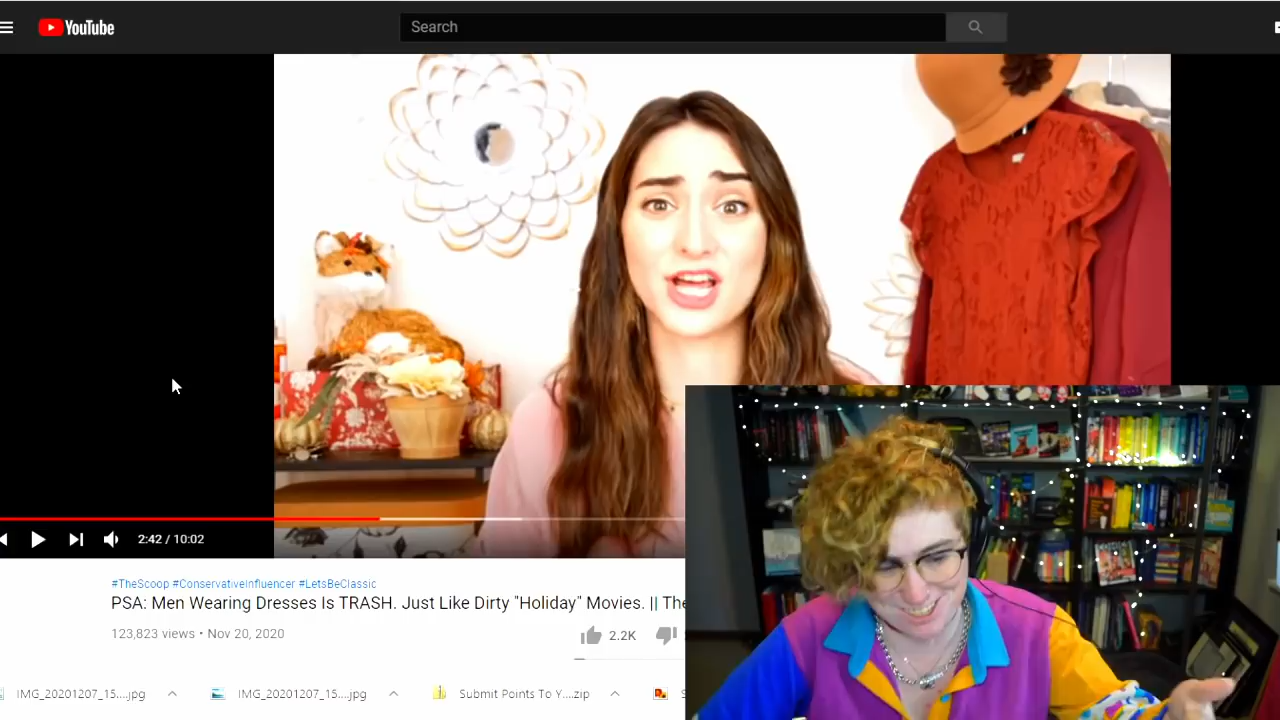 YouTube
Search
2:42 / 10:02
#TheScoop #ConservativeInfluencer #LetsBeClassic
PSA: Men Wearing Dresses Is TRASH. Just Like Dirty "Holiday" Movies. || The
123,823 views • Nov 20, 2020
2.2K
IMG_20201207_15....jpg
IMG_20201207_15....jpg
Submit Points To Y....zip